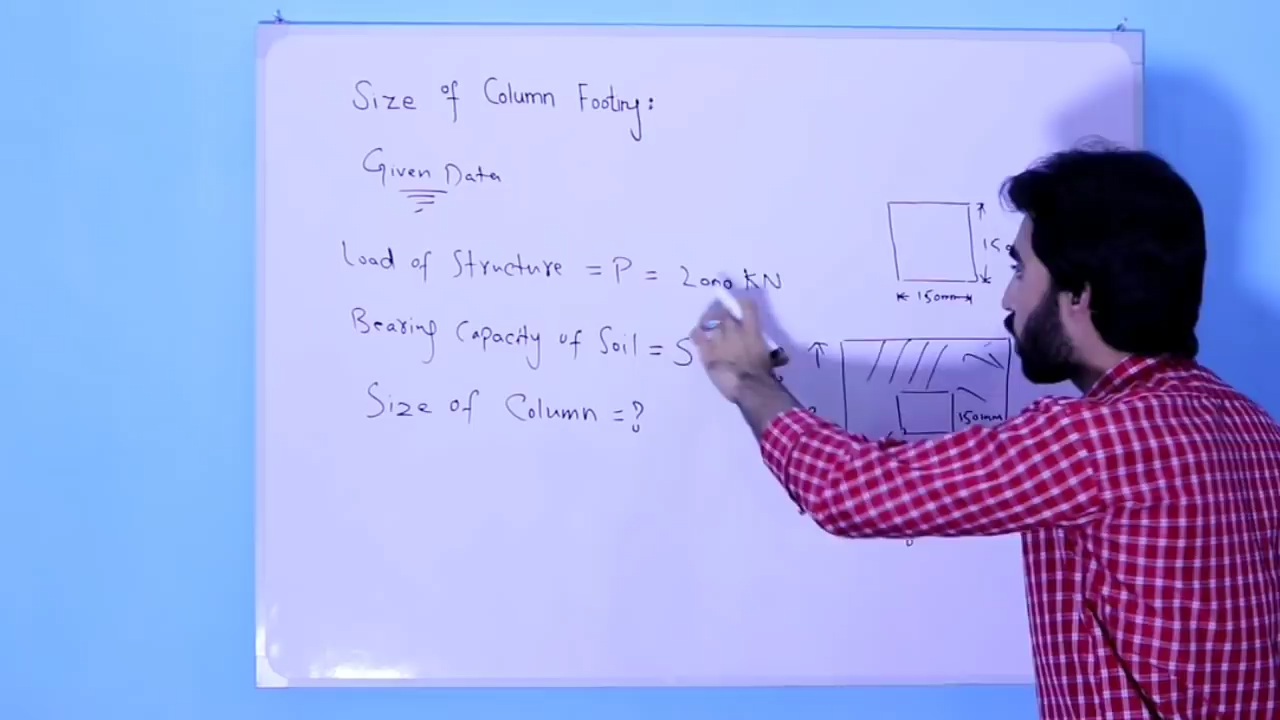 Size of Column Footing:
Given Data
Load of Structure = P = 2000 KN
Bearing Capacity of Soil = S
Size of Column = ?
150mm
150mm